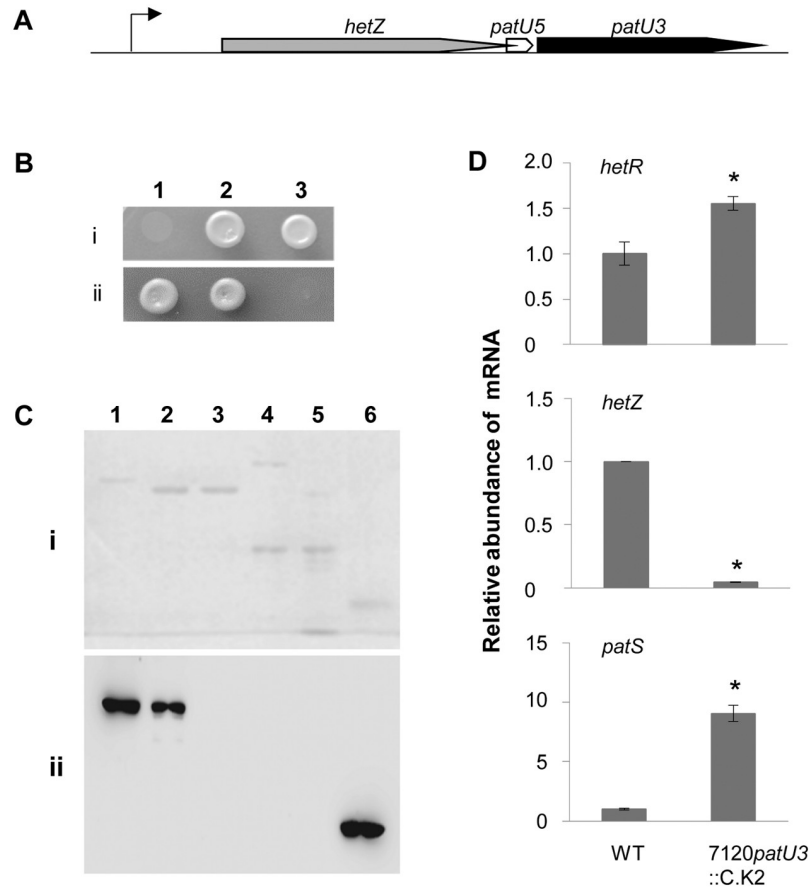 A
hetZ
patU5
patU3
B
1 2 3
i
ii
C
1 2 3 4 5 6
i
ii
D
Relative abundance of mRNA
2.0
1.5
1.0
0.5
0
hetR
*
1.5
1.0
0.5
0
hetZ
*
15
10
5
0
patS
*
WT
7120patU3
::C.K2